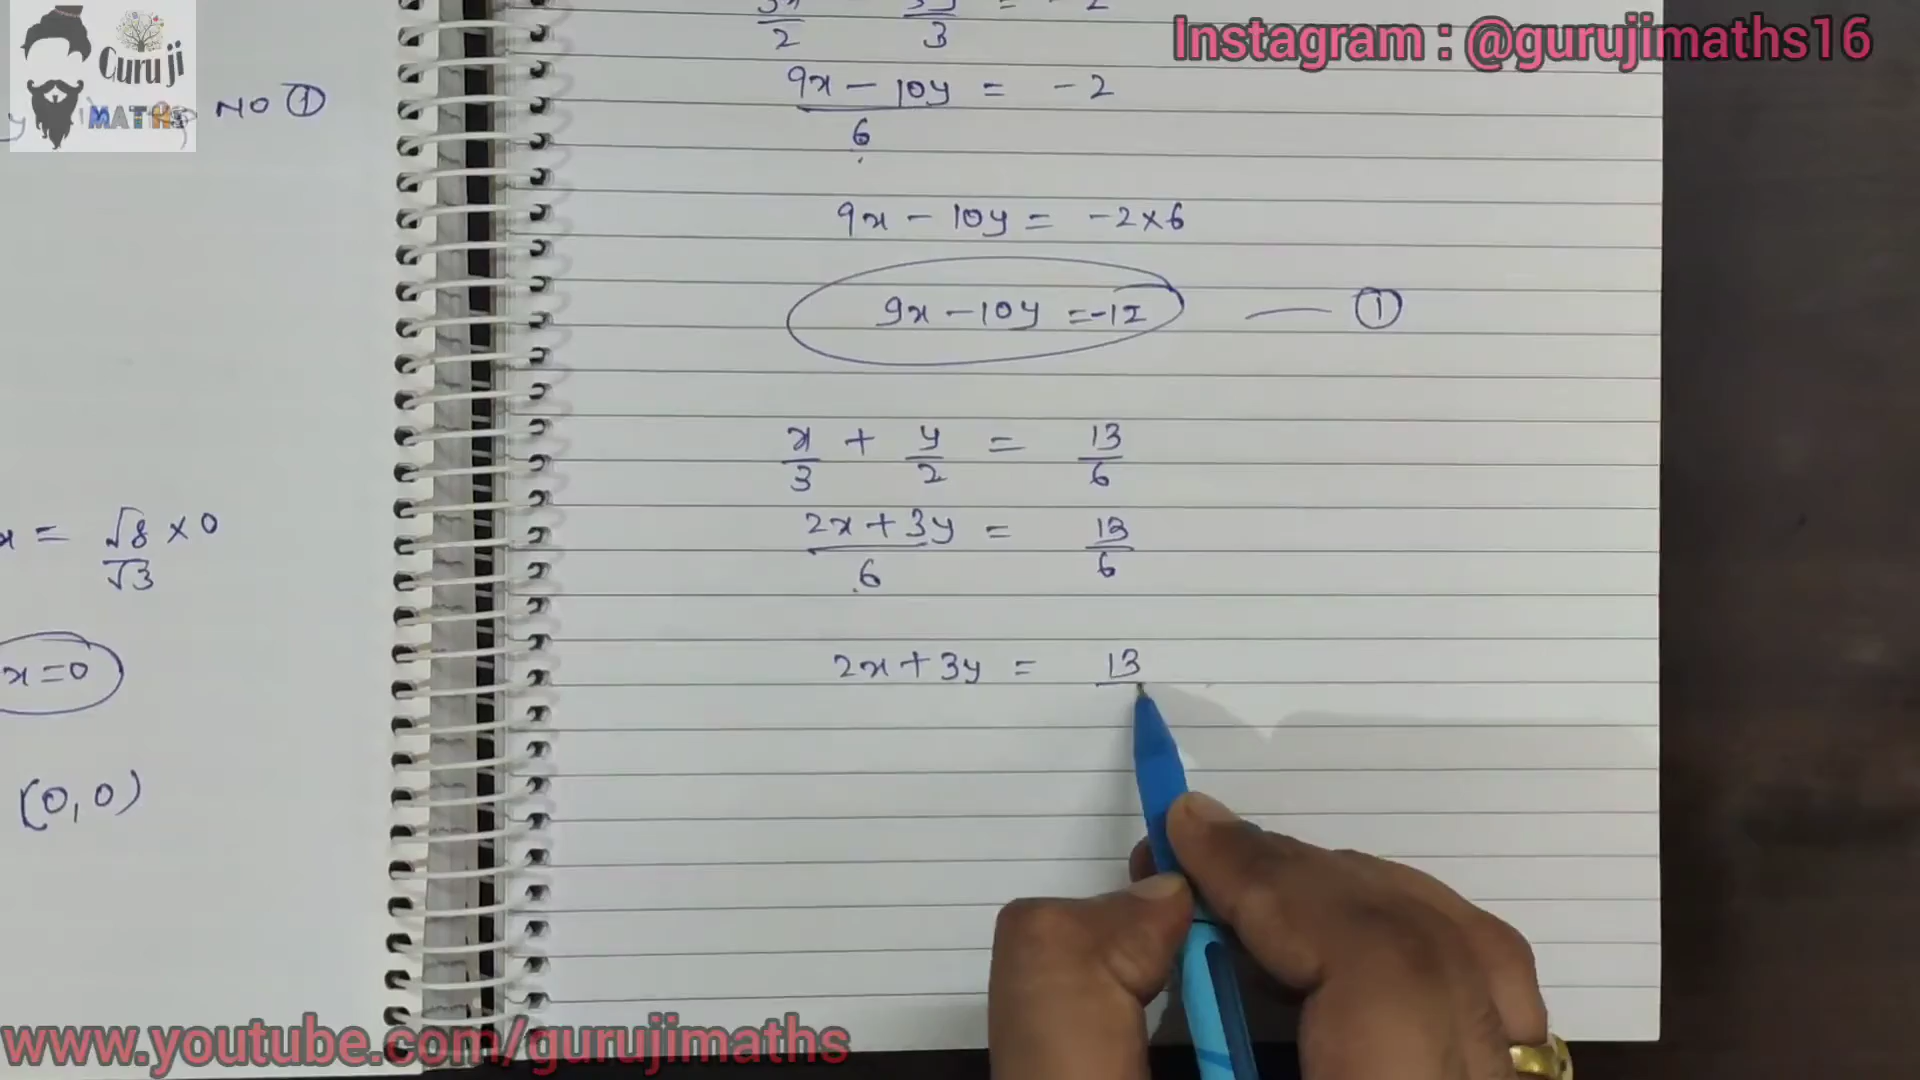 Guruji
MATHS
Instagram : @gurujimaths16
NO ①
x = √8/√3 × 0
x=0
(0,0)
9x - 10y / 6 = -2
9x - 10y = -2×6
9x - 10y = -12 — ①
x/3 + y/2 = 13/6
2x + 3y / 6 = 13/6
2x + 3y = 13
www.youtube.com/gurujimaths